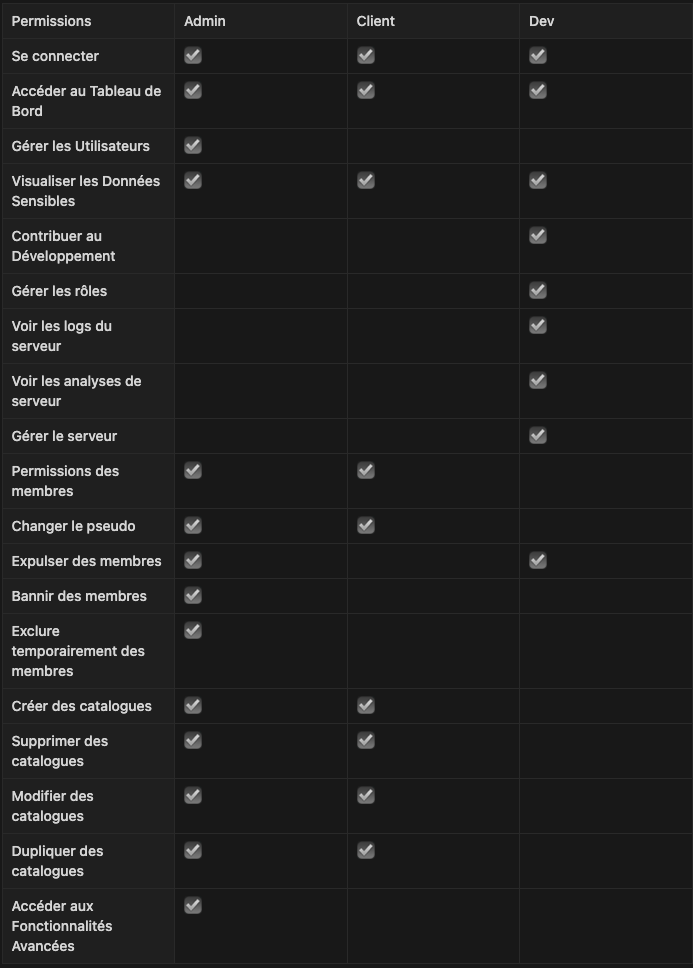 Permissions Admin Client Dev
Se connecter ✔ ✔ ✔
Accéder au Tableau de ✔ ✔ ✔
Bord
Gérer les Utilisateurs ✔
Visualiser les Données ✔ ✔ ✔
Sensibles
Contribuer au ✔
Développement
Gérer les rôles ✔
Voir les logs du ✔
serveur
Voir les analyses de ✔
serveur
Gérer le serveur ✔
Permissions des ✔ ✔
membres
Changer le pseudo ✔ ✔
Expulser des membres ✔ ✔
Bannir des membres ✔
Exclure ✔
temporairement des
membres
Créer des catalogues ✔ ✔
Supprimer des ✔ ✔
catalogues
Modifier des ✔ ✔
catalogues
Dupliquer des ✔ ✔
catalogues
Accéder aux ✔
Fonctionnalités
Avancées